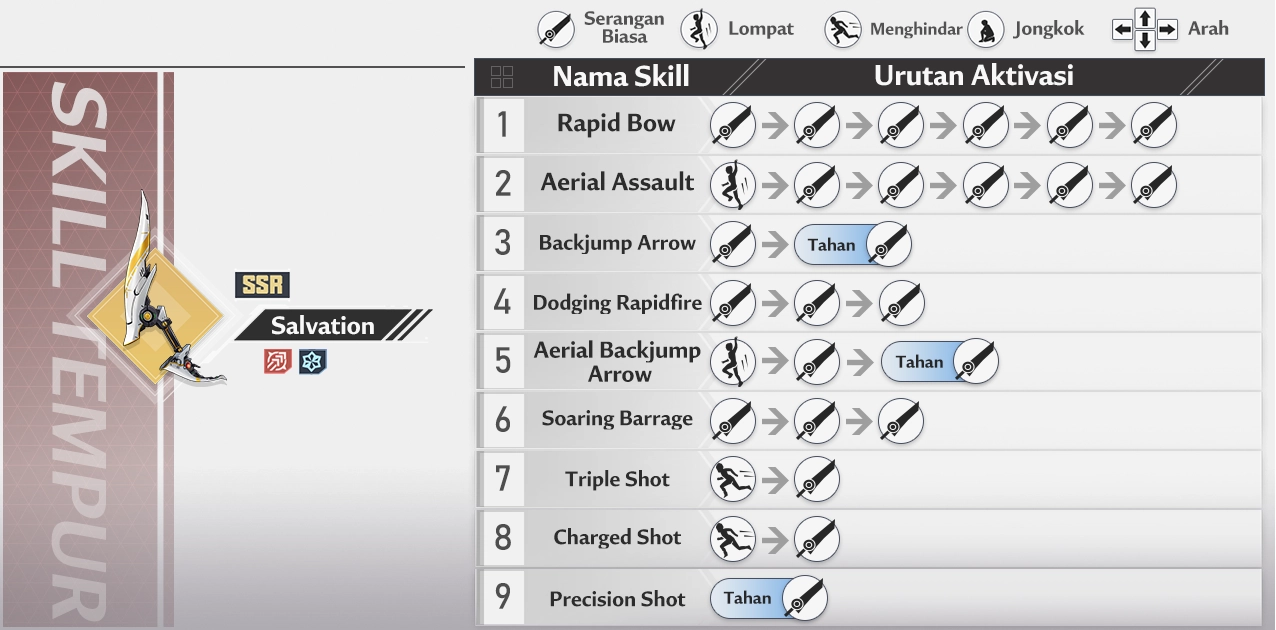 Serangan
Biasa
Lompat
Menghindar
Jongkok
Arah
SKILL TEMPUR
SSR
Salvation
Nama Skill
Urutan Aktivasi
1 Rapid Bow
2 Aerial Assault
3 Backjump Arrow Tahan
4 Dodging Rapidfire
5 Aerial Backjump
Arrow Tahan
6 Soaring Barrage
7 Triple Shot
8 Charged Shot
9 Precision Shot Tahan